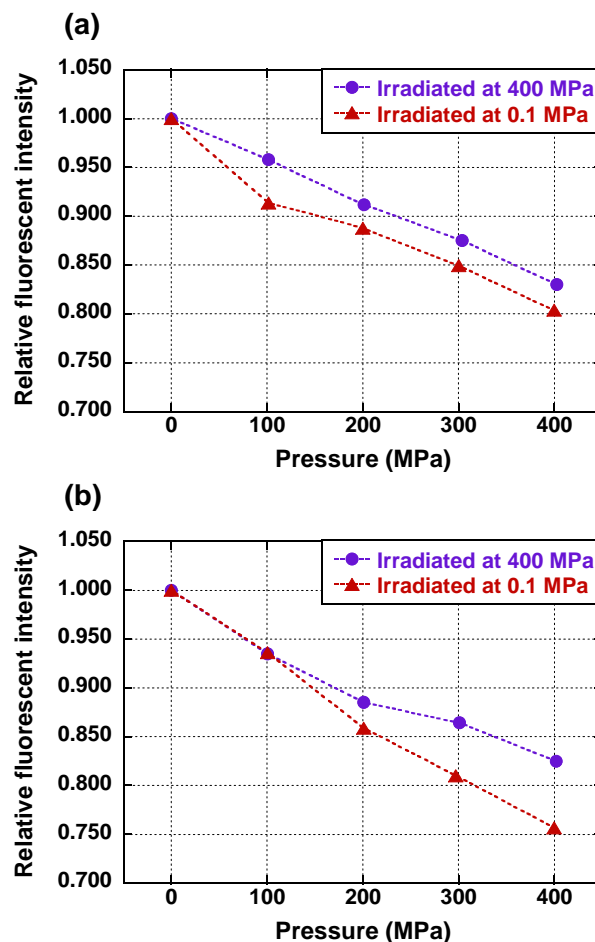 (a)
Relative fluorescent intensity
1.050
1.000
0.950
0.900
0.850
0.800
0.750
0.700
Irradiated at 400 MPa
Irradiated at 0.1 MPa
0 100 200 300 400
Pressure (MPa)
(b)
Relative fluorescent intensity
1.050
1.000
0.950
0.900
0.850
0.800
0.750
0.700
Irradiated at 400 MPa
Irradiated at 0.1 MPa
0 100 200 300 400
Pressure (MPa)